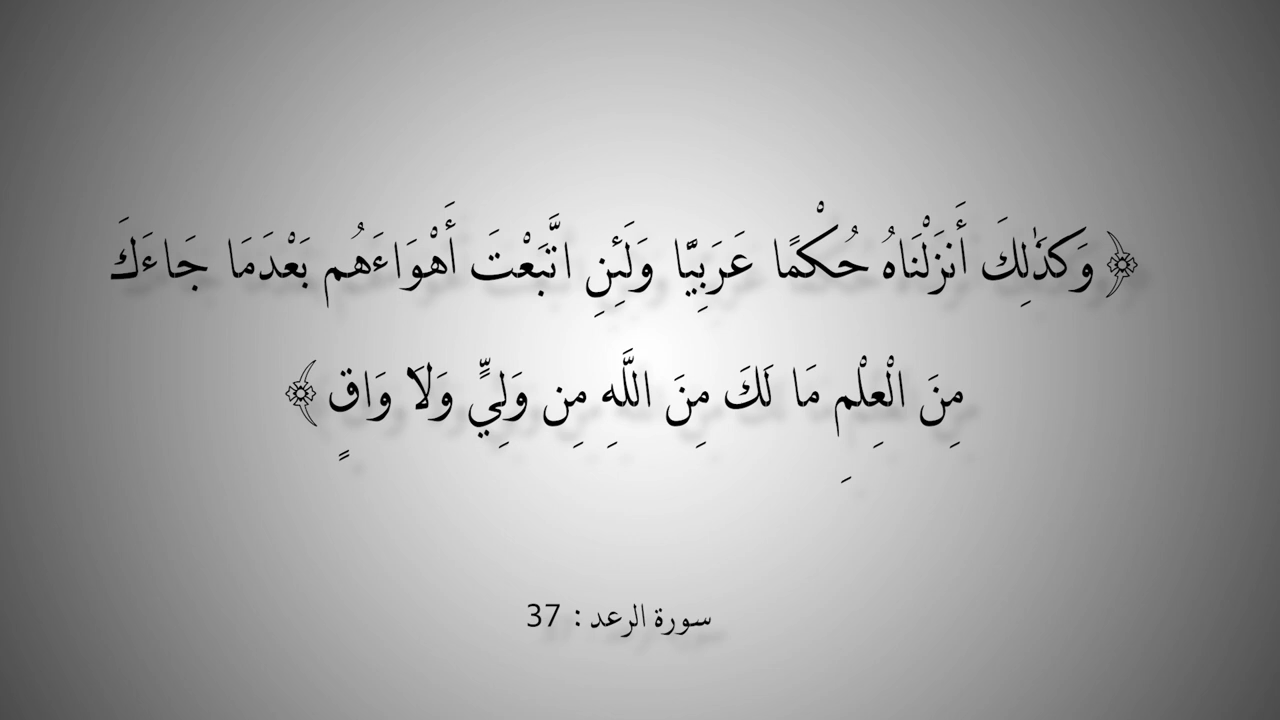 ﴿ وَكَذَٰلِكَ أَنزَلْنَاهُ حُكْمًا عَرَبِيًّا وَلَئِنِ اتَّبَعْتَ أَهْوَاءَهُم بَعْدَمَا جَاءَكَ
مِنَ الْعِلْمِ مَا لَكَ مِنَ اللَّهِ مِن وَلِيٍّ وَلَا وَاقٍ ﴾
سورة الرعد : 37